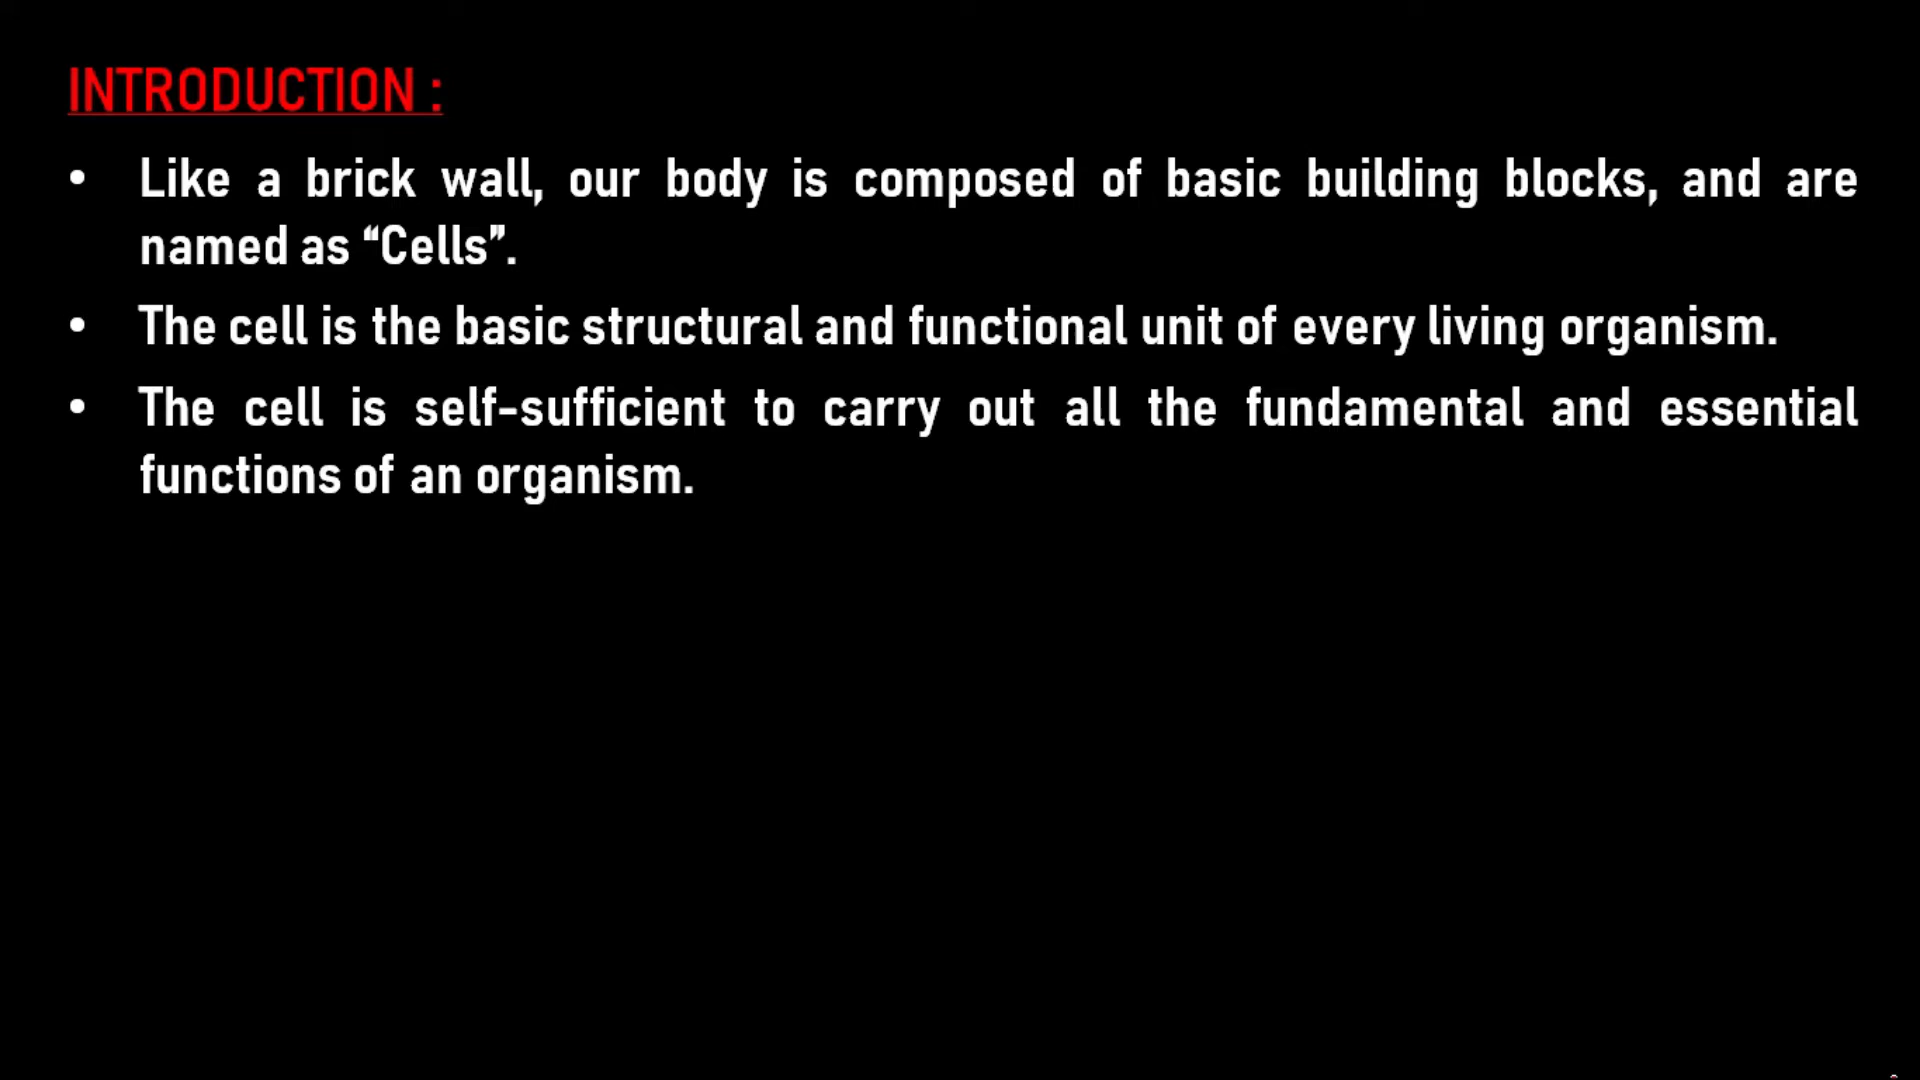 INTRODUCTION :
• Like a brick wall, our body is composed of basic building blocks, and are
named as “Cells”.
• The cell is the basic structural and functional unit of every living organism.
• The cell is self-sufficient to carry out all the fundamental and essential
functions of an organism.